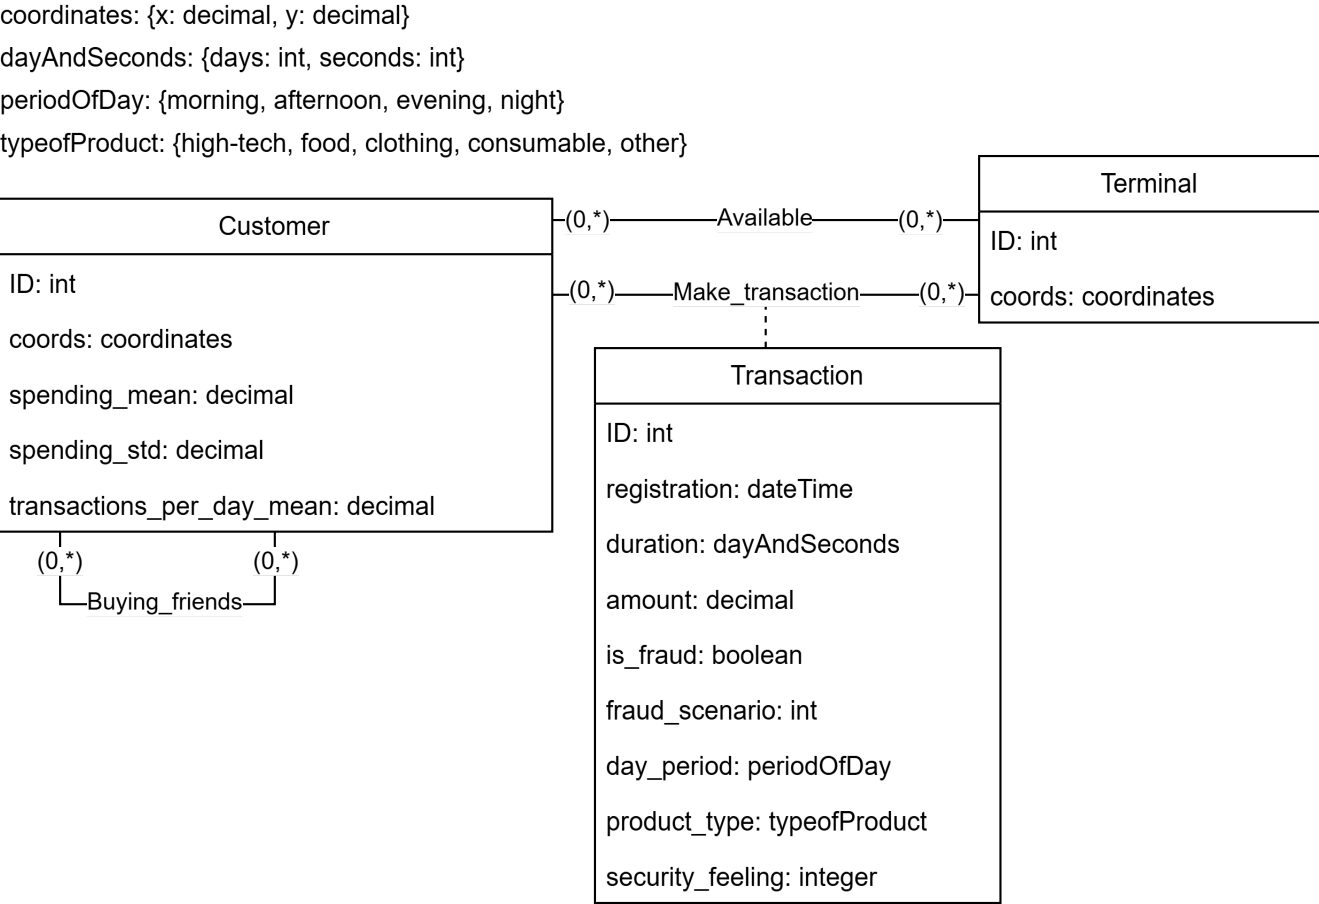 coordinates: {x: decimal, y: decimal}
dayAndSeconds: {days: int, seconds: int}
periodOfDay: {morning, afternoon, evening, night}
typeofProduct: {high-tech, food, clothing, consumable, other}
Customer
ID: int
coords: coordinates
spending_mean: decimal
spending_std: decimal
transactions_per_day_mean: decimal
(0,*) Available (0,*)
(0,*) Make_transaction (0,*)
Terminal
ID: int
coords: coordinates
Transaction
ID: int
registration: dateTime
duration: dayAndSeconds
amount: decimal
is_fraud: boolean
fraud_scenario: int
day_period: periodOfDay
product_type: typeofProduct
security_feeling: integer
(0,*) (0,*)
Buying_friends